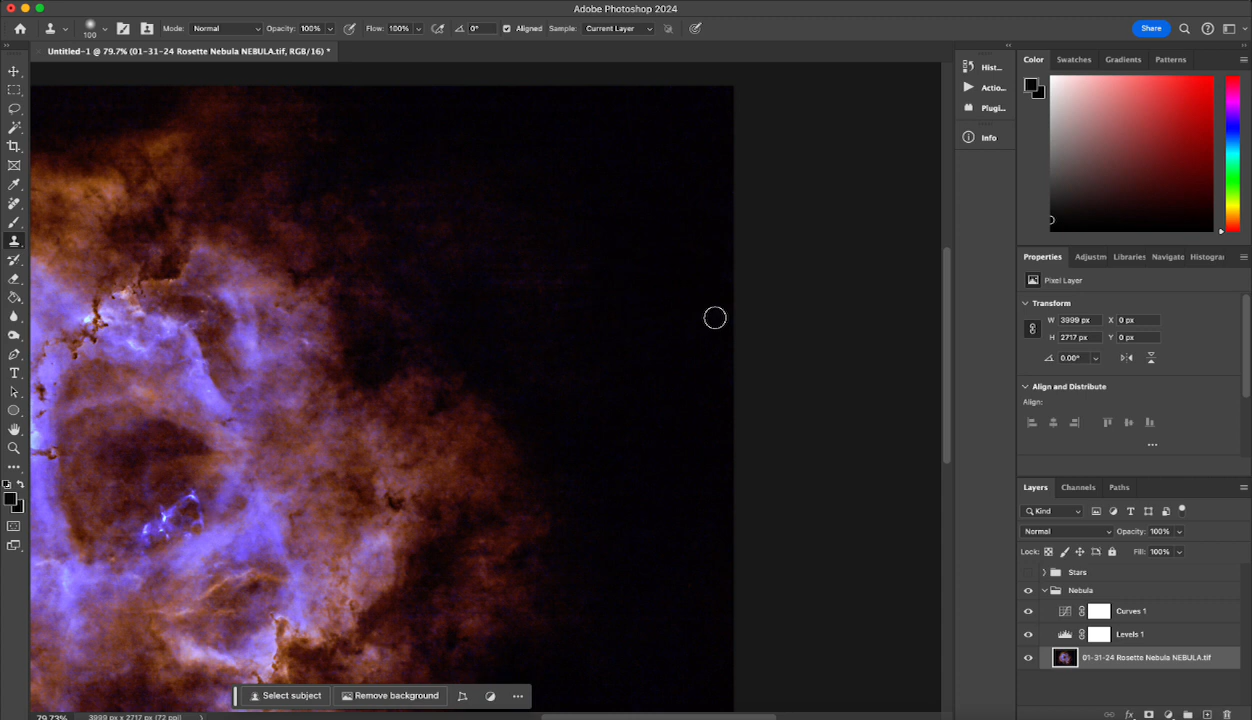 Adobe Photoshop 2024
100
Mode: Normal Opacity: 100% Flow: 100% 0° Aligned Sample: Current Layer Share
Untitled-1 @ 79.7% (01-31-24 Rosette Nebula NEBULA.tif, RGB/16) *
Hist...
Actio...
Plugi...
Info
Color Swatches Gradients Patterns
Properties Adjustm Libraries Navigate Histogra
Pixel Layer
Transform
W 3999 px X 0 px
H 2717 px Y 0 px
0.00°
Align and Distribute
Align:
Layers Channels Paths
Kind
Normal Opacity: 100%
Lock: Fill: 100%
Stars
Nebula
Curves 1
Levels 1
01-31-24 Rosette Nebula NEBULA.tif
Select subject Remove background
79.73% 3999 px x 2717 px (72 ppi)